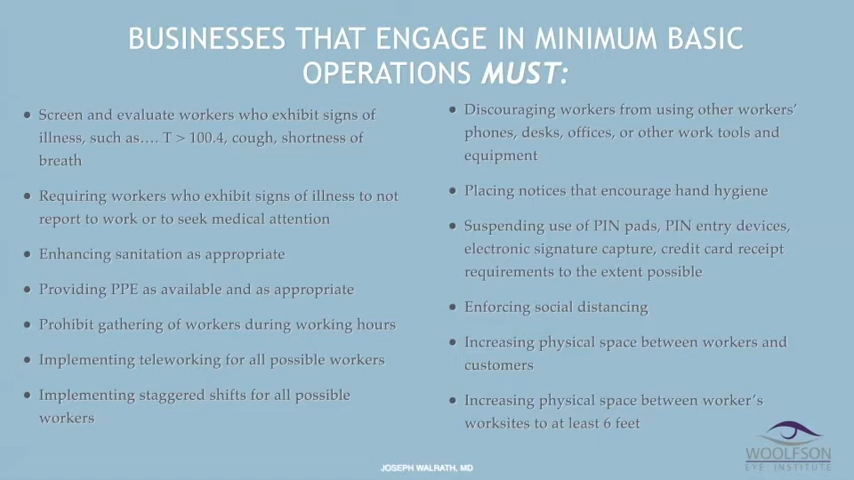 BUSINESSES THAT ENGAGE IN MINIMUM BASIC
OPERATIONS MUST:
• Screen and evaluate workers who exhibit signs of
illness, such as.... T > 100.4, cough, shortness of
breath
• Requiring workers who exhibit signs of illness to not
report to work or to seek medical attention
• Enhancing sanitation as appropriate
• Providing PPE as available and as appropriate
• Prohibit gathering of workers during working hours
• Implementing teleworking for all possible workers
• Implementing staggered shifts for all possible
workers
• Discouraging workers from using other workers’
phones, desks, offices, or other work tools and
equipment
• Placing notices that encourage hand hygiene
• Suspending use of PIN pads, PIN entry devices,
electronic signature capture, credit card receipt
requirements to the extent possible
• Enforcing social distancing
• Increasing physical space between workers and
customers
• Increasing physical space between worker’s
worksites to at least 6 feet
JOSEPH WALRATH, MD
WOOLFSON
EYE INSTITUTE